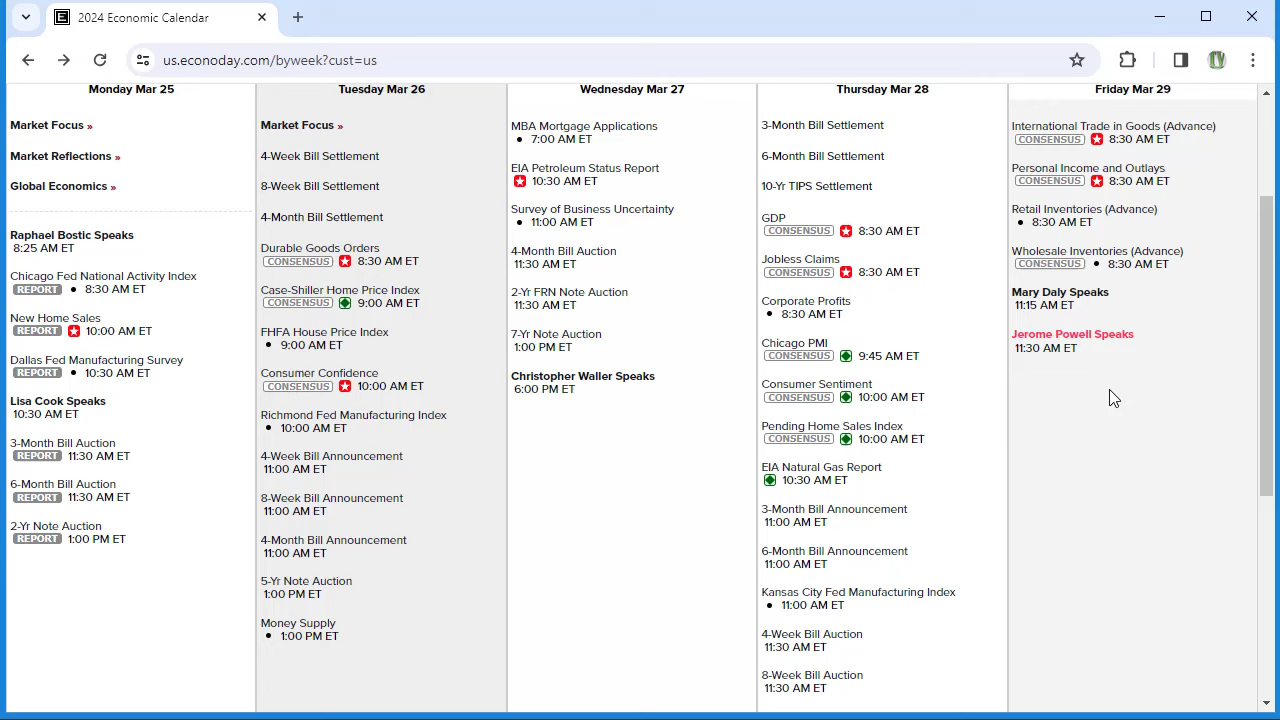 2024 Economic Calendar
us.econoday.com/byweek?cust=us
Monday Mar 25
Market Focus »
Market Reflections »
Global Economics »
Raphael Bostic Speaks
8:25 AM ET
Chicago Fed National Activity Index
REPORT • 8:30 AM ET
New Home Sales
REPORT 10:00 AM ET
Dallas Fed Manufacturing Survey
REPORT • 10:30 AM ET
Lisa Cook Speaks
10:30 AM ET
3-Month Bill Auction
REPORT 11:30 AM ET
6-Month Bill Auction
REPORT 11:30 AM ET
2-Yr Note Auction
REPORT 1:00 PM ET
Tuesday Mar 26
Market Focus »
4-Week Bill Settlement
8-Week Bill Settlement
4-Month Bill Settlement
Durable Goods Orders
CONSENSUS 8:30 AM ET
Case-Shiller Home Price Index
CONSENSUS 9:00 AM ET
FHFA House Price Index
• 9:00 AM ET
Consumer Confidence
CONSENSUS 10:00 AM ET
Richmond Fed Manufacturing Index
• 10:00 AM ET
4-Week Bill Announcement
11:00 AM ET
8-Week Bill Announcement
11:00 AM ET
4-Month Bill Announcement
11:00 AM ET
5-Yr Note Auction
1:00 PM ET
Money Supply
• 1:00 PM ET
Wednesday Mar 27
MBA Mortgage Applications
• 7:00 AM ET
EIA Petroleum Status Report
10:30 AM ET
Survey of Business Uncertainty
• 11:00 AM ET
4-Month Bill Auction
11:30 AM ET
2-Yr FRN Note Auction
11:30 AM ET
7-Yr Note Auction
1:00 PM ET
Christopher Waller Speaks
6:00 PM ET
Thursday Mar 28
3-Month Bill Settlement
6-Month Bill Settlement
10-Yr TIPS Settlement
GDP
CONSENSUS 8:30 AM ET
Jobless Claims
CONSENSUS 8:30 AM ET
Corporate Profits
• 8:30 AM ET
Chicago PMI
CONSENSUS 9:45 AM ET
Consumer Sentiment
CONSENSUS 10:00 AM ET
Pending Home Sales Index
CONSENSUS 10:00 AM ET
EIA Natural Gas Report
10:30 AM ET
3-Month Bill Announcement
11:00 AM ET
6-Month Bill Announcement
11:00 AM ET
Kansas City Fed Manufacturing Index
• 11:00 AM ET
4-Week Bill Auction
11:30 AM ET
8-Week Bill Auction
11:30 AM ET
Friday Mar 29
International Trade in Goods (Advance)
CONSENSUS 8:30 AM ET
Personal Income and Outlays
CONSENSUS 8:30 AM ET
Retail Inventories (Advance)
• 8:30 AM ET
Wholesale Inventories (Advance)
CONSENSUS • 8:30 AM ET
Mary Daly Speaks
11:15 AM ET
Jerome Powell Speaks
11:30 AM ET